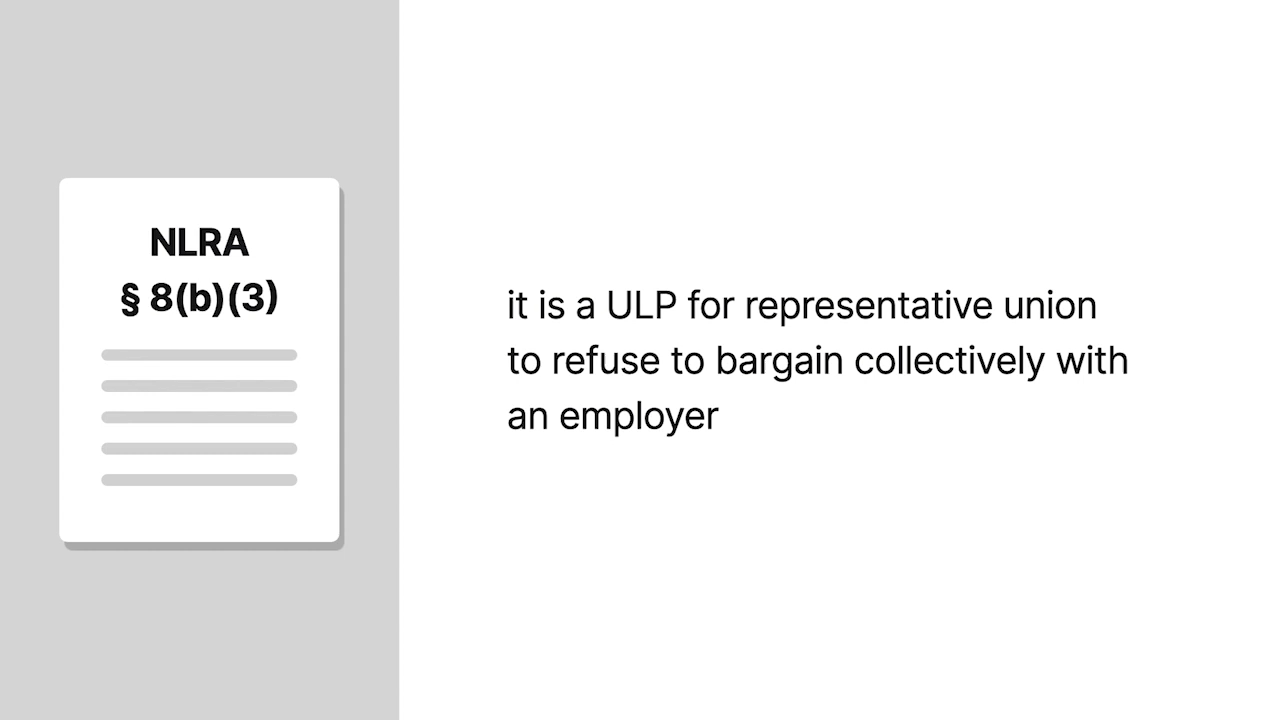 NLRA
§ 8(b)(3)
it is a ULP for representative union
to refuse to bargain collectively with
an employer